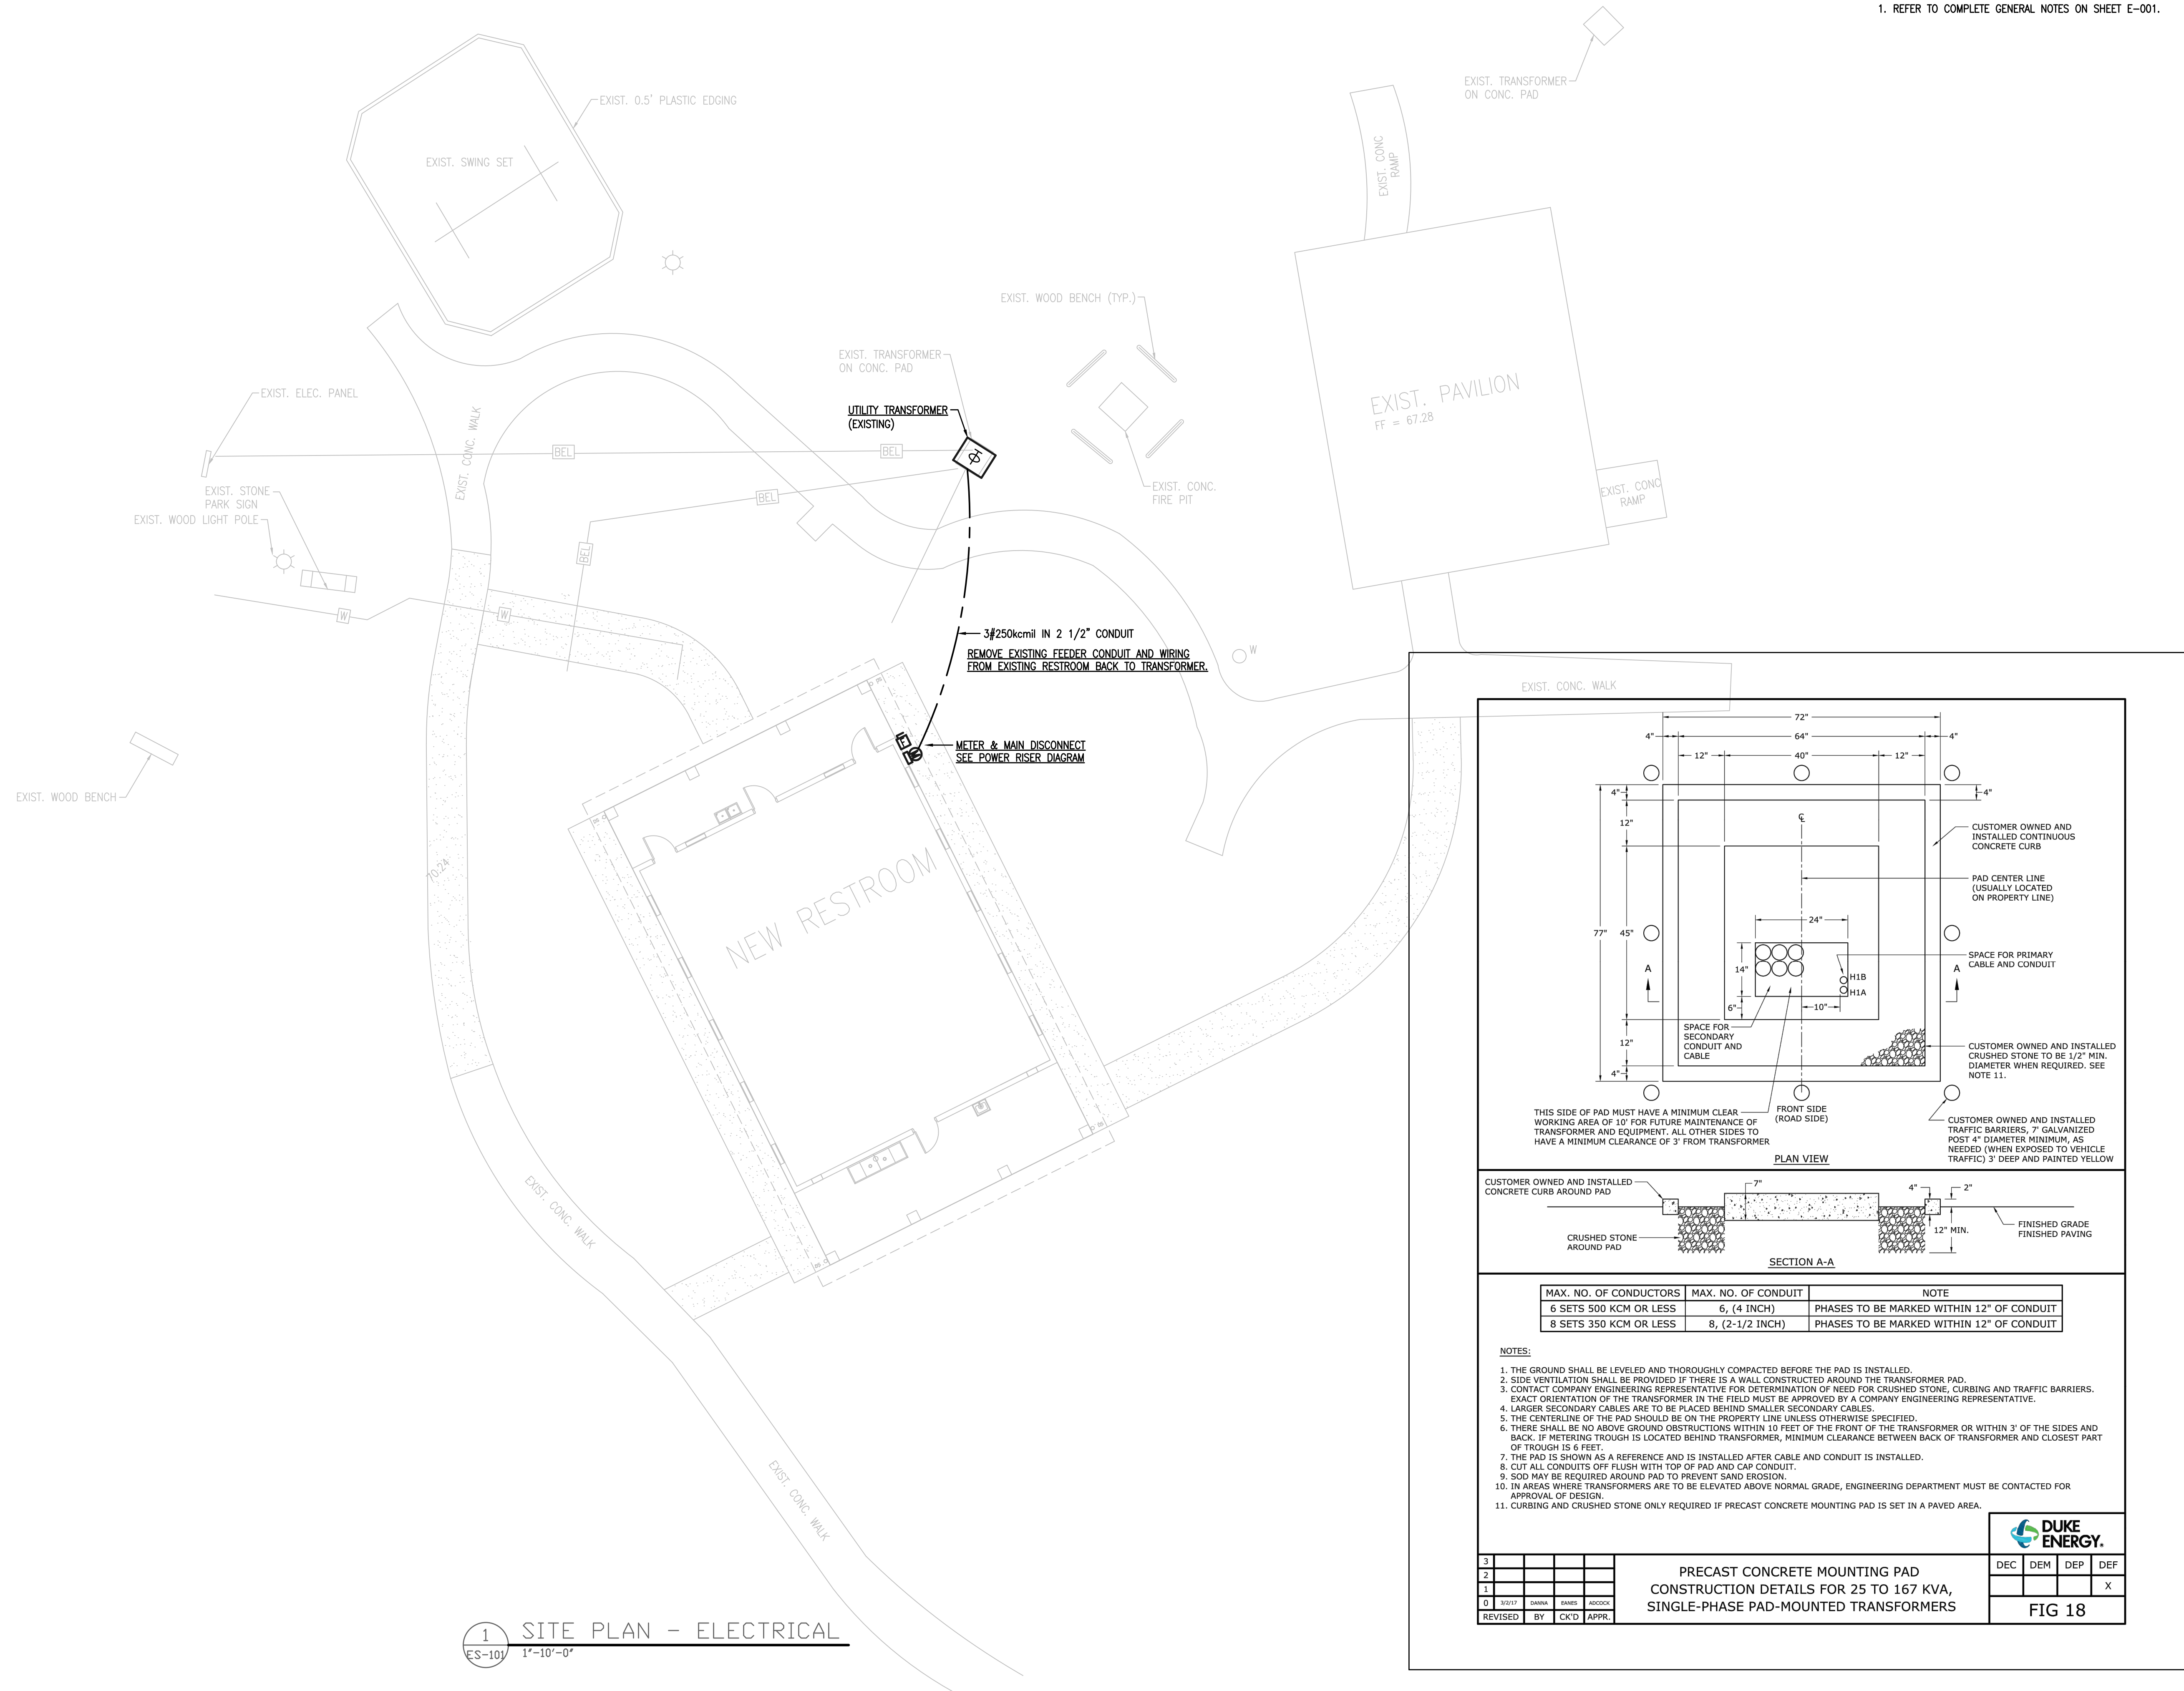 1. REFER TO COMPLETE GENERAL NOTES ON SHEET E-001.
EXIST. TRANSFORMER
ON CONC. PAD
EXIST. 0.5' PLASTIC EDGING
EXIST. SWING SET
EXIST. CONC
RAMP
EXIST. WOOD BENCH (TYP.)
EXIST. TRANSFORMER
ON CONC. PAD
EXIST. PAVILION
FF = 67.28
EXIST. ELEC. PANEL
UTILITY TRANSFORMER
(EXISTING)
EXIST. CONC. WALK
BEL
BEL
BEL
BEL
EXIST. STONE
PARK SIGN
EXIST. WOOD LIGHT POLE
EXIST. CONC.
FIRE PIT
EXIST. CONC
RAMP
W
W
3#250kcmil IN 2 1/2" CONDUIT
REMOVE EXISTING FEEDER CONDUIT AND WIRING
FROM EXISTING RESTROOM BACK TO TRANSFORMER.
W
EXIST. CONC. WALK
METER & MAIN DISCONNECT
SEE POWER RISER DIAGRAM
EXIST. WOOD BENCH
70.24
NEW RESTROOM
DS
DS
DS
DS
EXIST. CONC. WALK
EXIST. CONC. WALK
1
ES-101
SITE PLAN - ELECTRICAL
1"-10'-0"
72"
4"
64"
4"
12"
40"
12"
4"
4"
12"
℄
CUSTOMER OWNED AND
INSTALLED CONTINUOUS
CONCRETE CURB
PAD CENTER LINE
(USUALLY LOCATED
ON PROPERTY LINE)
24"
77"
45"
SPACE FOR PRIMARY
CABLE AND CONDUIT
A
14"
H1B
H1A
A
6"
10"
SPACE FOR
SECONDARY
CONDUIT AND
CABLE
12"
4"
CUSTOMER OWNED AND INSTALLED
CRUSHED STONE TO BE 1/2" MIN.
DIAMETER WHEN REQUIRED. SEE
NOTE 11.
THIS SIDE OF PAD MUST HAVE A MINIMUM CLEAR
WORKING AREA OF 10' FOR FUTURE MAINTENANCE OF
TRANSFORMER AND EQUIPMENT. ALL OTHER SIDES TO
HAVE A MINIMUM CLEARANCE OF 3' FROM TRANSFORMER
FRONT SIDE
(ROAD SIDE)
CUSTOMER OWNED AND INSTALLED
TRAFFIC BARRIERS, 7' GALVANIZED
POST 4" DIAMETER MINIMUM, AS
NEEDED (WHEN EXPOSED TO VEHICLE
TRAFFIC) 3' DEEP AND PAINTED YELLOW
PLAN VIEW
CUSTOMER OWNED AND INSTALLED
CONCRETE CURB AROUND PAD
7"
4"
2"
12" MIN.
FINISHED GRADE
FINISHED PAVING
CRUSHED STONE
AROUND PAD
SECTION A-A
MAX. NO. OF CONDUCTORS MAX. NO. OF CONDUIT NOTE
6 SETS 500 KCM OR LESS 6, (4 INCH) PHASES TO BE MARKED WITHIN 12" OF CONDUIT
8 SETS 350 KCM OR LESS 8, (2-1/2 INCH) PHASES TO BE MARKED WITHIN 12" OF CONDUIT
NOTES:
1. THE GROUND SHALL BE LEVELED AND THOROUGHLY COMPACTED BEFORE THE PAD IS INSTALLED.
2. SIDE VENTILATION SHALL BE PROVIDED IF THERE IS A WALL CONSTRUCTED AROUND THE TRANSFORMER PAD.
3. CONTACT COMPANY ENGINEERING REPRESENTATIVE FOR DETERMINATION OF NEED FOR CRUSHED STONE, CURBING AND TRAFFIC BARRIERS.
EXACT ORIENTATION OF THE TRANSFORMER IN THE FIELD MUST BE APPROVED BY A COMPANY ENGINEERING REPRESENTATIVE.
4. LARGER SECONDARY CABLES ARE TO BE PLACED BEHIND SMALLER SECONDARY CABLES.
5. THE CENTERLINE OF THE PAD SHOULD BE ON THE PROPERTY LINE UNLESS OTHERWISE SPECIFIED.
6. THERE SHALL BE NO ABOVE GROUND OBSTRUCTIONS WITHIN 10 FEET OF THE FRONT OF THE TRANSFORMER OR WITHIN 3' OF THE SIDES AND
BACK. IF METERING TROUGH IS LOCATED BEHIND TRANSFORMER, MINIMUM CLEARANCE BETWEEN BACK OF TRANSFORMER AND CLOSEST PART
OF TROUGH IS 6 FEET.
7. THE PAD IS SHOWN AS A REFERENCE AND IS INSTALLED AFTER CABLE AND CONDUIT IS INSTALLED.
8. CUT ALL CONDUITS OFF FLUSH WITH TOP OF PAD AND CAP CONDUIT.
9. SOD MAY BE REQUIRED AROUND PAD TO PREVENT SAND EROSION.
10. IN AREAS WHERE TRANSFORMERS ARE TO BE ELEVATED ABOVE NORMAL GRADE, ENGINEERING DEPARTMENT MUST BE CONTACTED FOR
APPROVAL OF DESIGN.
11. CURBING AND CRUSHED STONE ONLY REQUIRED IF PRECAST CONCRETE MOUNTING PAD IS SET IN A PAVED AREA.
DUKE
ENERGY®
3
2
1
0 3/2/17 DANNA EANES ADCOCK
REVISED BY CK'D APPR.
PRECAST CONCRETE MOUNTING PAD
CONSTRUCTION DETAILS FOR 25 TO 167 KVA,
SINGLE-PHASE PAD-MOUNTED TRANSFORMERS
DEC DEM DEP DEF
X
FIG 18